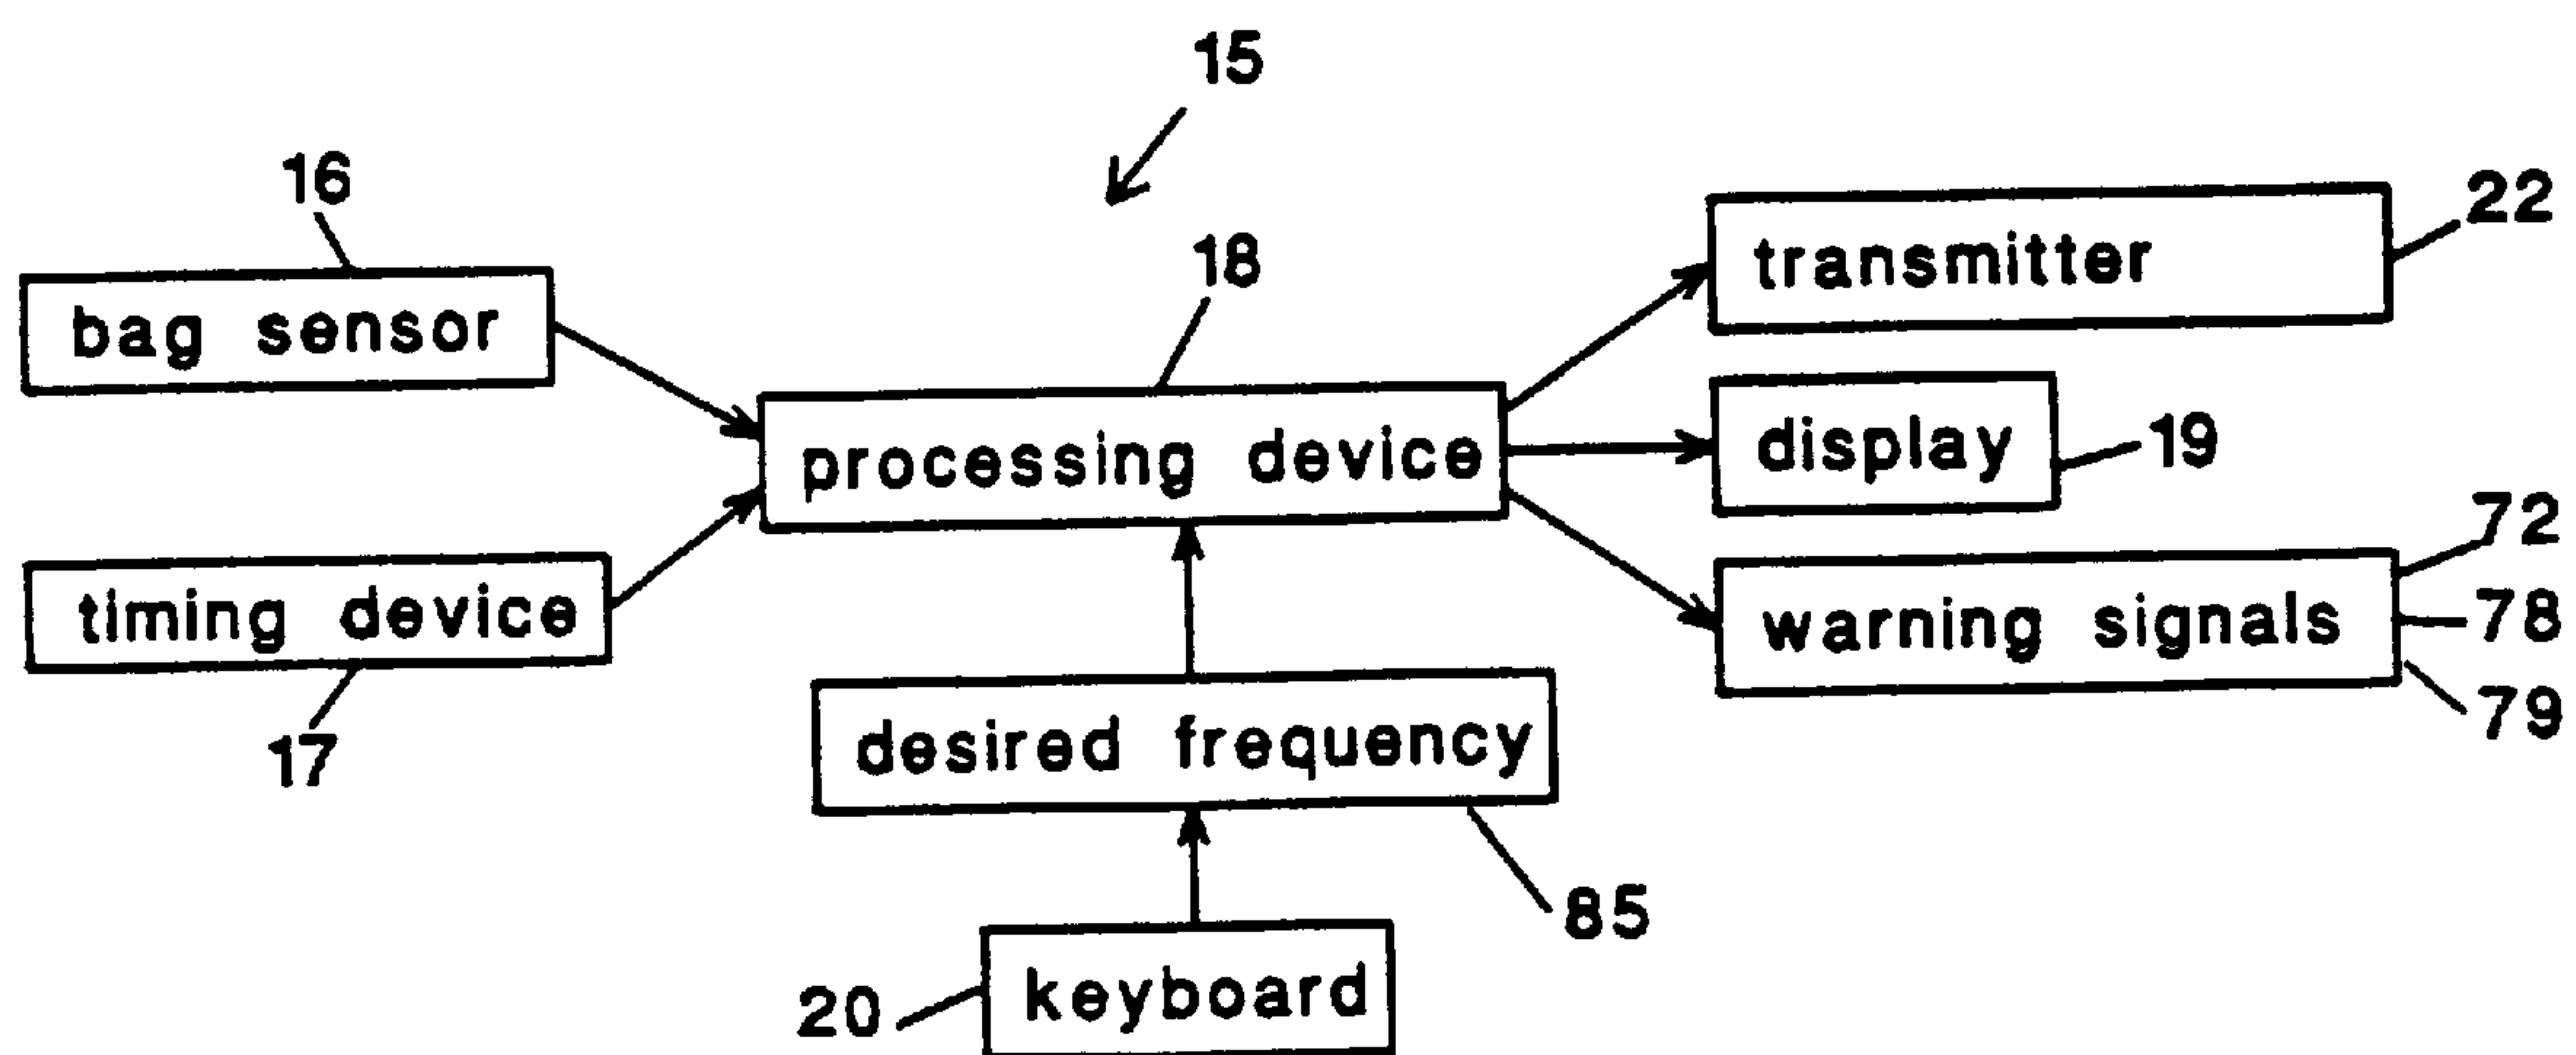 15
16
18
22
bag sensor
transmitter
processing device
display
19
72
timing device
warning signals
78
17
desired frequency
79
85
20
keyboard